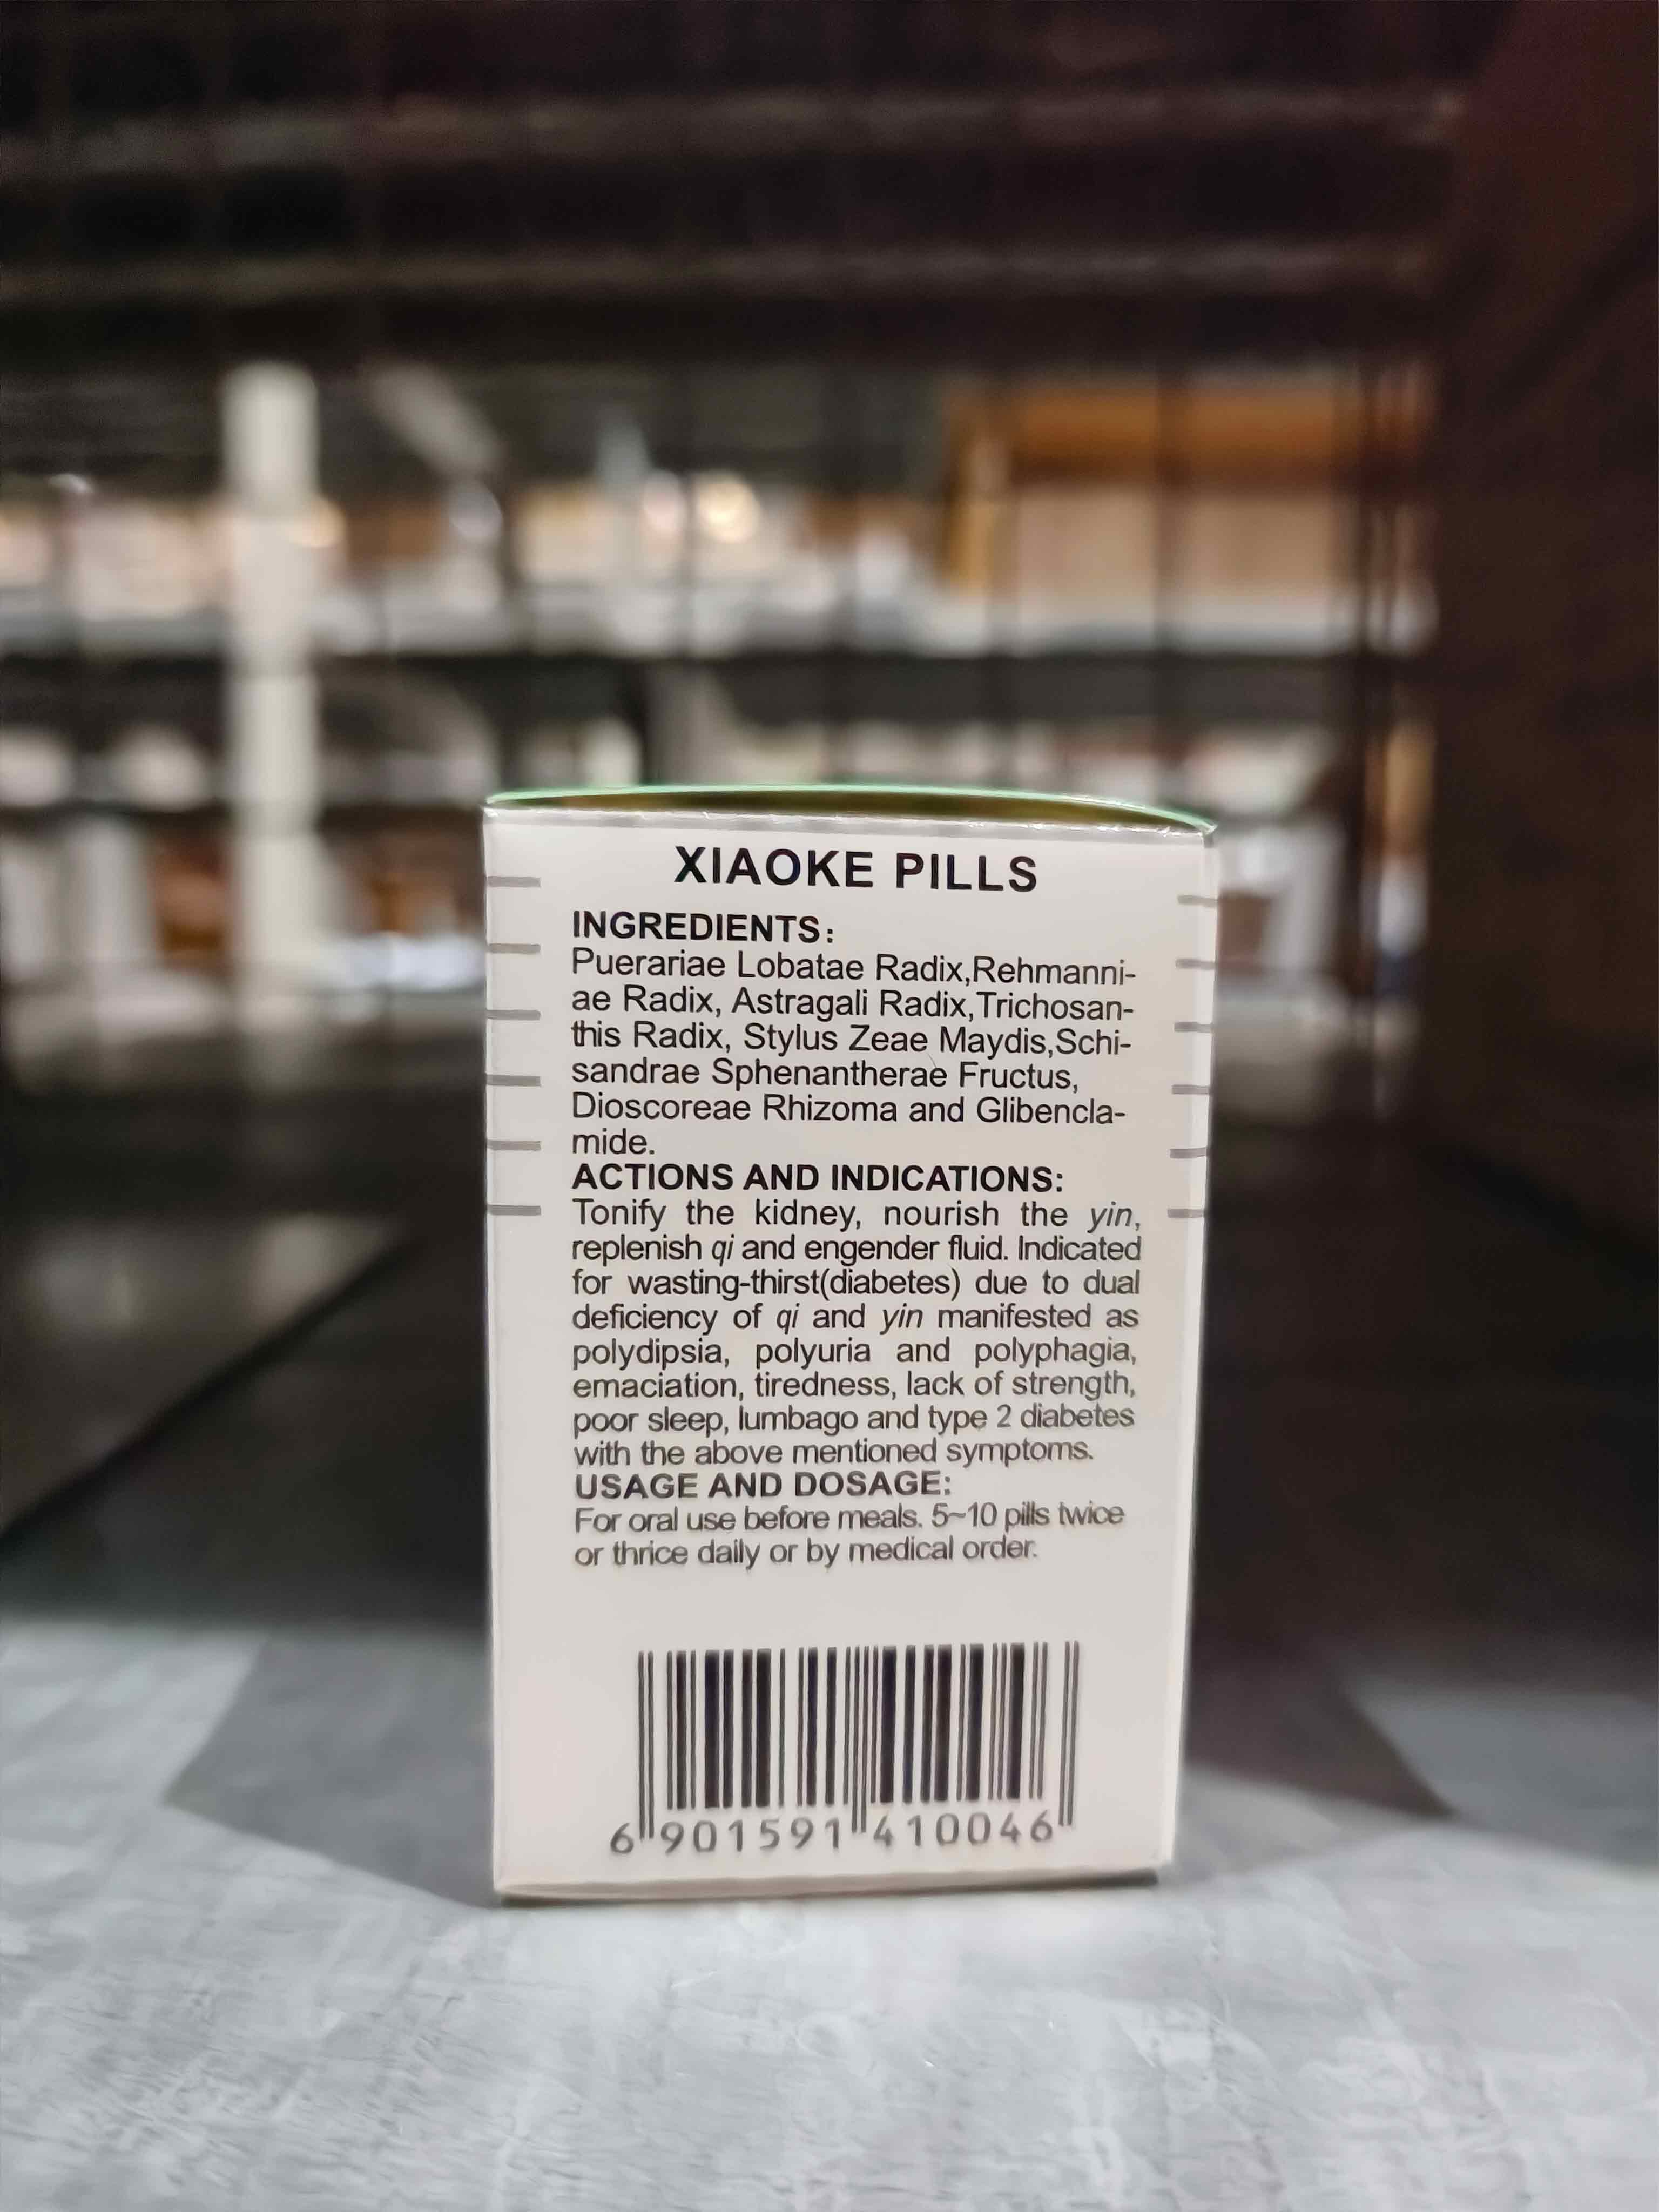 XIAOKE PILLS
INGREDIENTS:
Puerariae Lobatae Radix,Rehmanni-
ae Radix, Astragali Radix,Trichosan-
this Radix, Stylus Zeae Maydis,Schi-
sandrae Sphenantherae Fructus,
Dioscoreae Rhizoma and Glibencla-
mide.
ACTIONS AND INDICATIONS:
Tonify the kidney, nourish the yin,
replenish qi and engender fluid. Indicated
for wasting-thirst(diabetes) due to dual
deficiency of qi and yin manifested as
polydipsia, polyuria and polyphagia,
emaciation, tiredness, lack of strength,
poor sleep, lumbago and type 2 diabetes
with the above mentioned symptoms.
USAGE AND DOSAGE:
For oral use before meals. 5~10 pills twice
or thrice daily or by medical order.
6 901591 410046